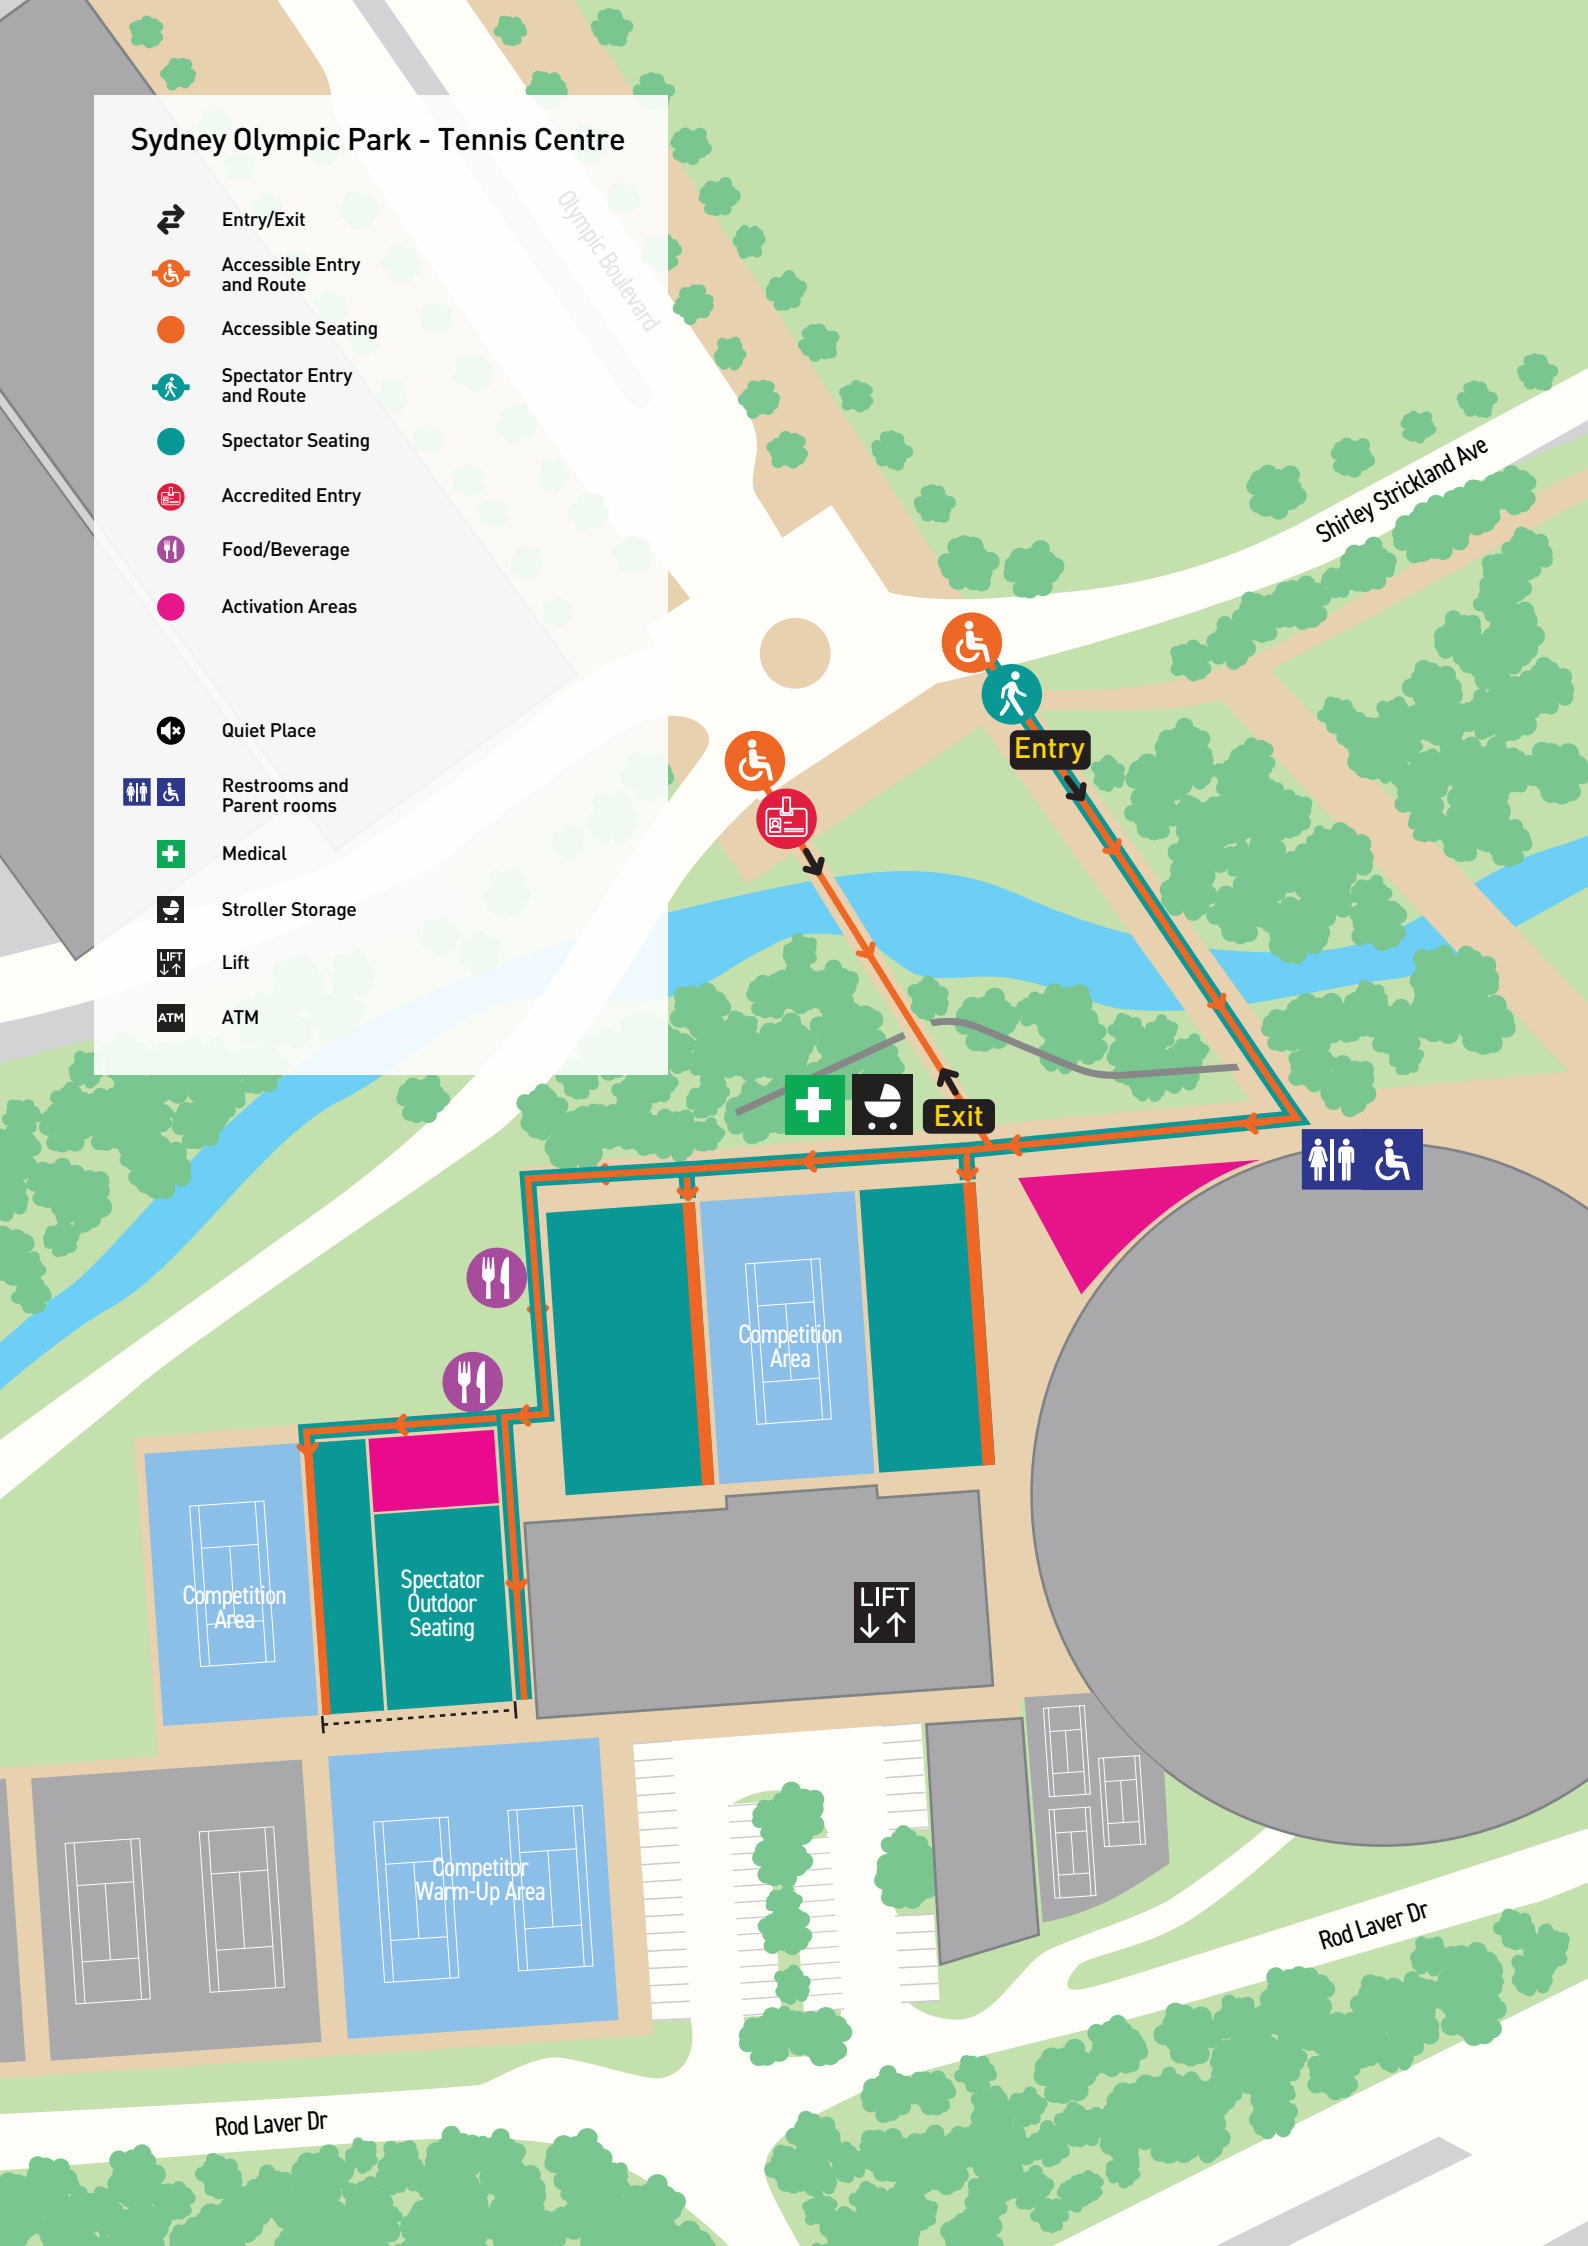 Sydney Olympic Park - Tennis Centre
Entry/Exit
Accessible Entry
and Route
Accessible Seating
Spectator Entry
and Route
Spectator Seating
Accredited Entry
Food/Beverage
Activation Areas
Quiet Place
Restrooms and
Parent rooms
Medical
Stroller Storage
LIFT
Lift
ATM
ATM
Olympic Boulevard
Shirley Strickland Ave
Entry
Exit
Competition
Area
Competition
Area
Spectator
Outdoor
Seating
LIFT
Competitor
Warm-Up Area
Rod Laver Dr
Rod Laver Dr